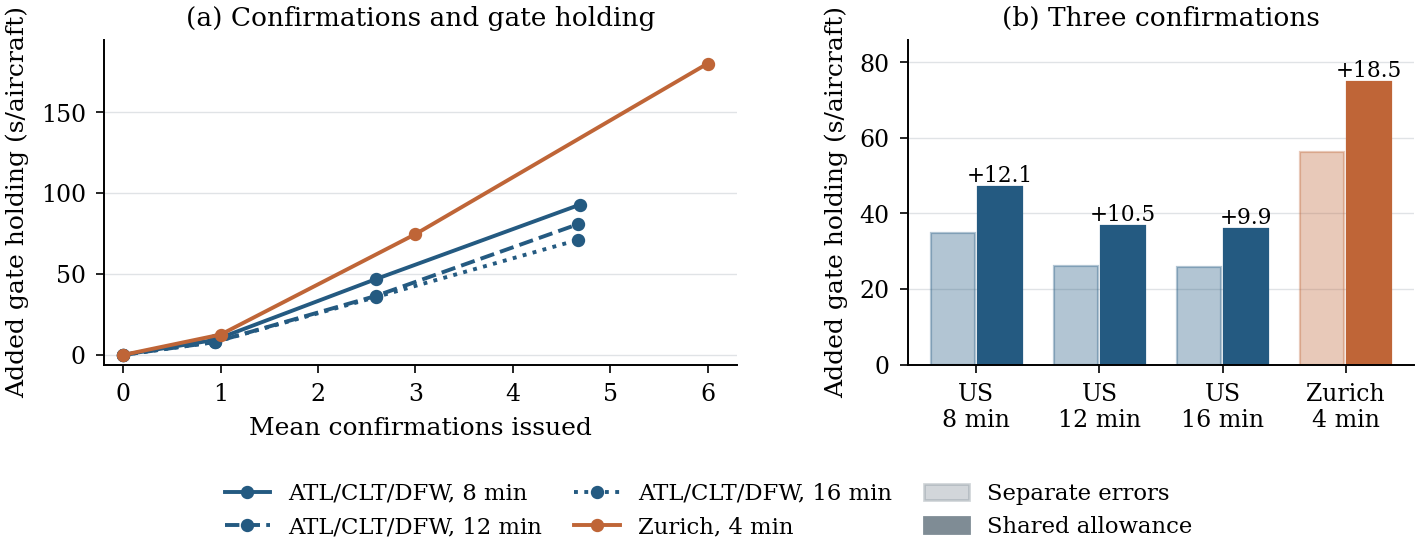 (a) Confirmations and gate holding
Added gate holding (s/aircraft)
150
100
50
0
0 1 2 3 4 5 6
Mean confirmations issued
(b) Three confirmations
Added gate holding (s/aircraft)
80
60
40
20
0
+12.1
+10.5
+9.9
+18.5
US
8 min
US
12 min
US
16 min
Zurich
4 min
ATL/CLT/DFW, 8 min
ATL/CLT/DFW, 12 min
ATL/CLT/DFW, 16 min
Zurich, 4 min
Separate errors
Shared allowance